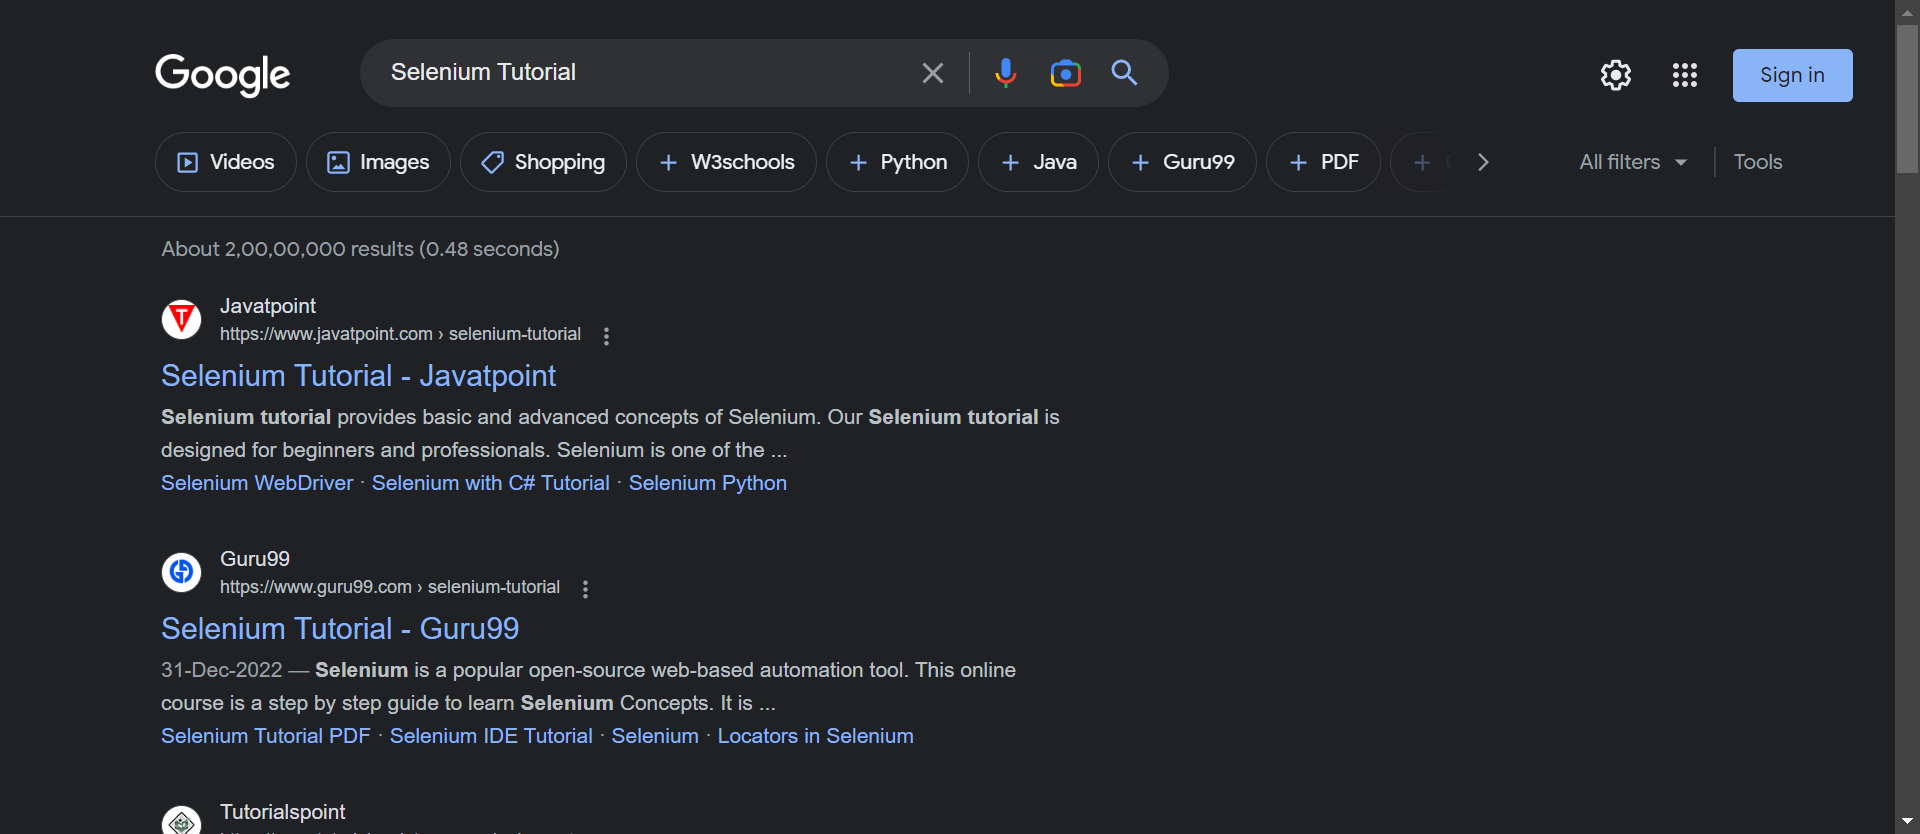 Google
Selenium Tutorial
Sign in
Videos Images Shopping + W3schools + Python + Java + Guru99 + PDF +
All filters Tools
About 2,00,00,000 results (0.48 seconds)
Javatpoint
https://www.javatpoint.com › selenium-tutorial
Selenium Tutorial - Javatpoint
Selenium tutorial provides basic and advanced concepts of Selenium. Our Selenium tutorial is
designed for beginners and professionals. Selenium is one of the ...
Selenium WebDriver · Selenium with C# Tutorial · Selenium Python
Guru99
https://www.guru99.com › selenium-tutorial
Selenium Tutorial - Guru99
31-Dec-2022 — Selenium is a popular open-source web-based automation tool. This online
course is a step by step guide to learn Selenium Concepts. It is ...
Selenium Tutorial PDF · Selenium IDE Tutorial · Selenium · Locators in Selenium
Tutorialspoint